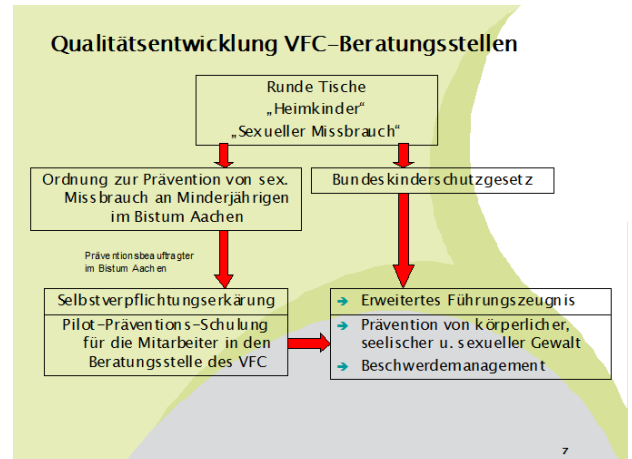 Qualitätsentwicklung VFC-Beratungsstellen
Runde Tische
„Heimkinder“
„Sexueller Missbrauch“
Ordnung zur Prävention von sex.
Missbrauch an Minderjährigen
im Bistum Aachen
Bundeskinderschutzgesetz
Präventionsbeauftragter
im Bistum Aachen
Selbstverpflichtungserkärung
Pilot-Präventions-Schulung
für die Mitarbeiter in den
Beratungsstelle des VFC
➔ Erweitertes Führungszeugnis
➔ Prävention von körperlicher,
seelischer u. sexueller Gewalt
➔ Beschwerdemanagement
7